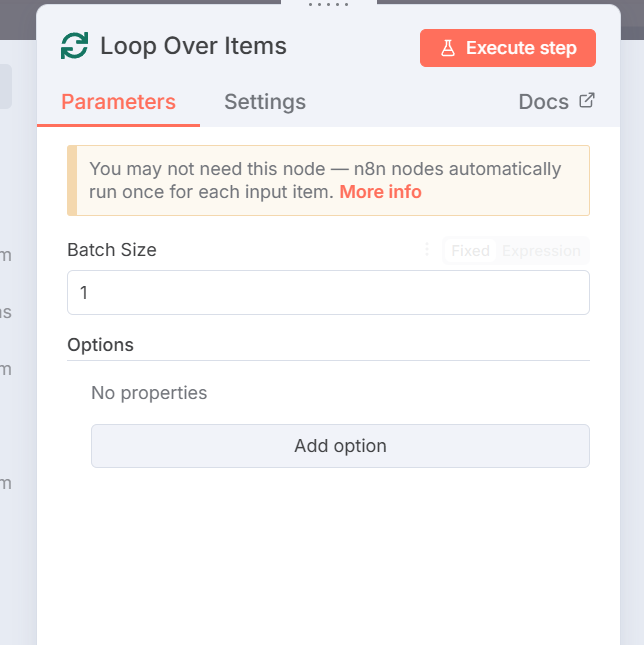 Loop Over Items
Execute step
Parameters
Settings
Docs
You may not need this node — n8n nodes automatically
run once for each input item. More info
m
Batch Size
Fixed
Expression
1
ns
Options
m
No properties
Add option
m